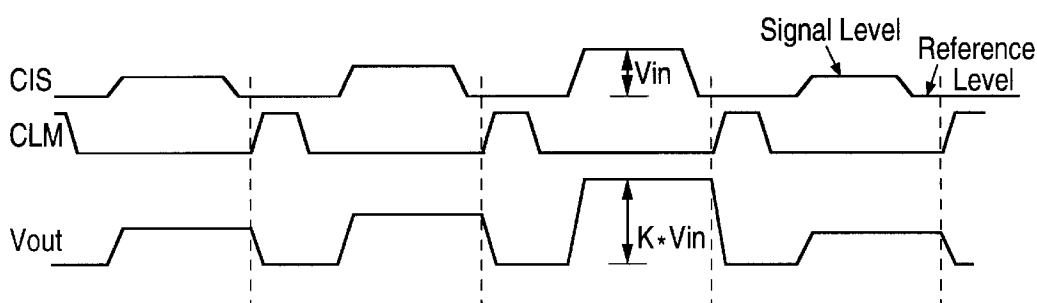 Signal Level
Reference
Level
CIS
Vin
CLM
Vout
K*Vin